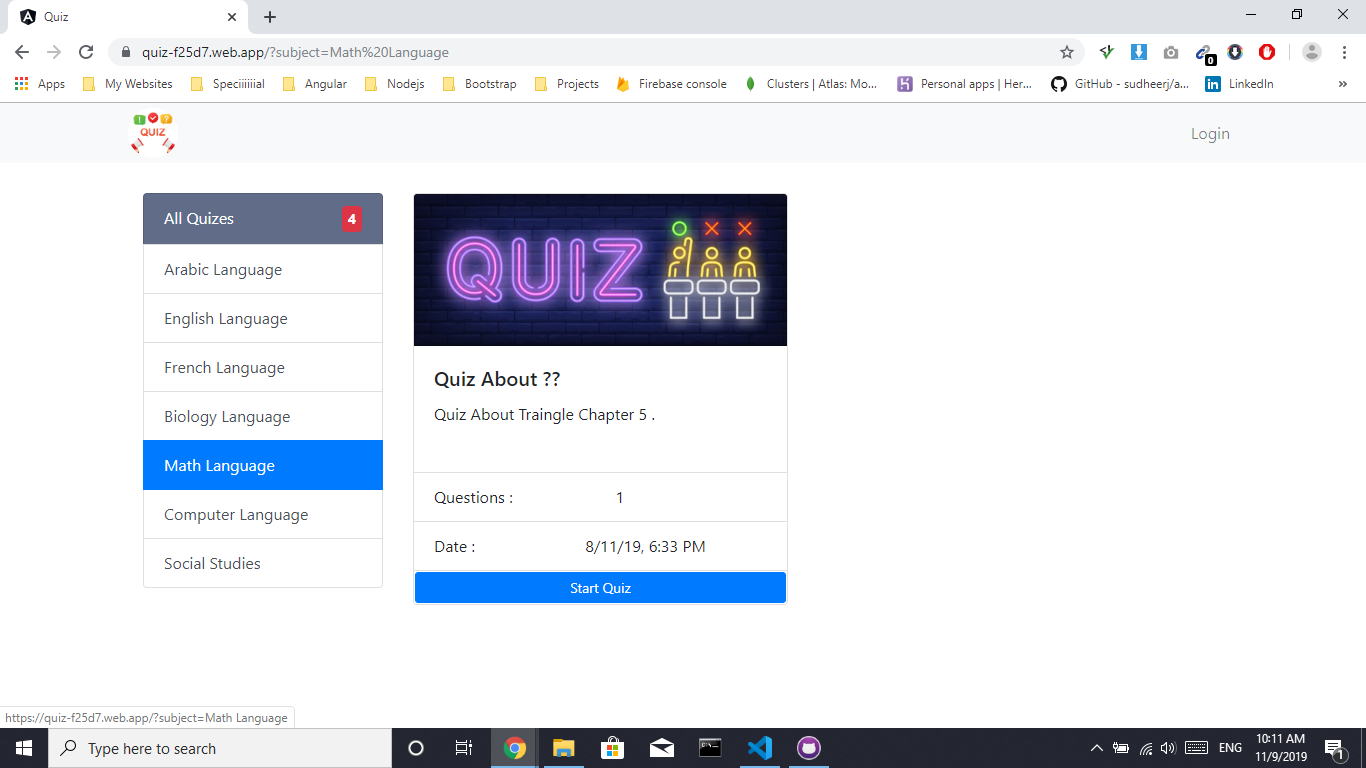 Quiz
quiz-f25d7.web.app/?subject=Math%20Language
0
Apps My Websites Speciiiiiial Angular Nodejs Bootstrap Projects Firebase console Clusters | Atlas: Mo... Personal apps | Her... GitHub - sudheerj/a... LinkedIn »
QUIZ
Login
All Quizes 4
Arabic Language
English Language
French Language
Biology Language
Math Language
Computer Language
Social Studies
QUIZ
Quiz About ??
Quiz About Traingle Chapter 5 .
Questions : 1
Date : 8/11/19, 6:33 PM
Start Quiz
https://quiz-f25d7.web.app/?subject=Math Language
Type here to search
ENG
10:11 AM
11/9/2019
1